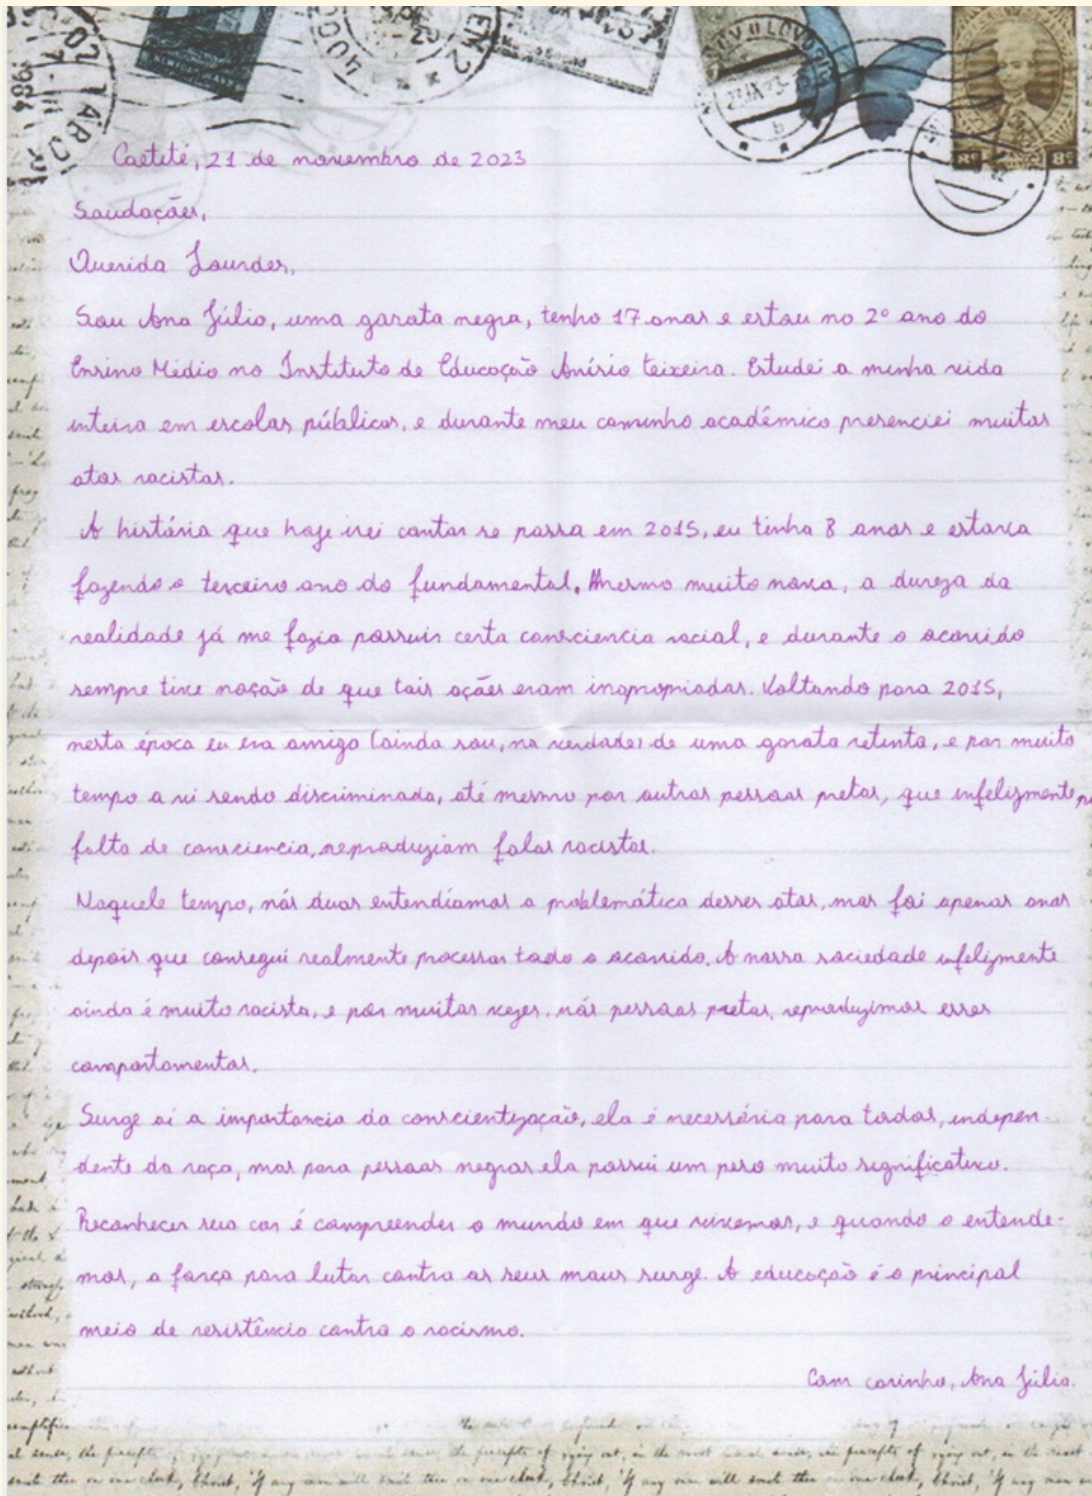 Caetité, 21 de novembro de 2023
Saudações,
Querida Lourdes,
Sou Ana Júlia, uma garota negra, tenho 17 anos e estou no 2º ano do
Ensino Médio no Instituto de Educação Anísio Teixeira. Estudei a minha vida
inteira em escolas públicas, e durante meu caminho acadêmico presenciei muitos
atos racistas.
A história que hoje irei contar se passa em 2015, eu tinha 8 anos e estava
fazendo o terceiro ano do fundamental. Mesmo muito nova, a dureza da
realidade já me fazia possuir certa consciencia racial, e durante o ocorrido
sempre tive noção de que tais ações eram inapropriadas. Voltando para 2015,
nesta época eu era amiga (ainda sou, na verdade) de uma garota retinta, e por muito
tempo a vi sendo discriminada, até mesmo por outras pessoas pretas, que infelizmente
falta de consciencia, reproduziam falas racistas.
Naquele tempo, nós duas entendíamos a problemática desses atos, mas foi apenas anos
depois que consegui realmente processar todo o ocorrido. A nossa sociedade infelizmente
ainda é muito racista, e por muitas vezes, nós pessoas pretas, reproduzimos esses
comportamentos.
Surge aí a importancia da conscientização, ela é necessária para todos, indepen-
dente da raça, mas para pessoas negras ela possui um peso muito significativo.
Reconhecer sua cor é compreender o mundo em que vivemos, e quando o entende-
mos, a força para lutar contra os seus maus surge. A educação é o principal
meio de resistência contra o racismo.
Com carinho, Ana Júlia.